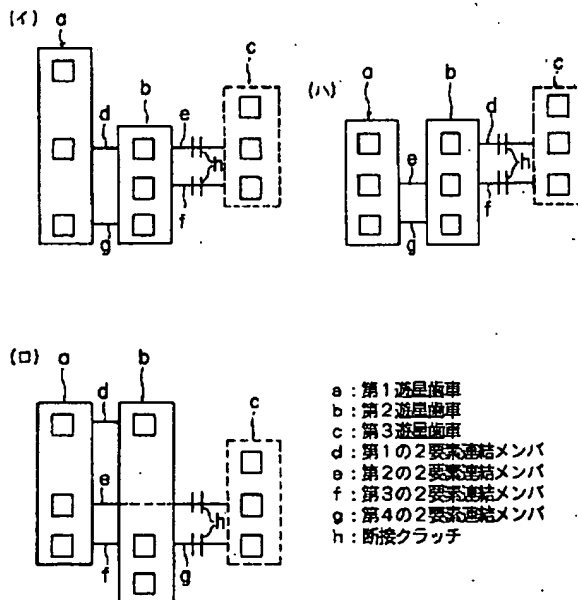 (イ) a
b
c
d
e
h
f
g
(ハ)
a
b
c
d
e
h
f
g
(ロ)
a
b
c
d
e
h
f
g
a : 第1遊星歯車
b : 第2遊星歯車
c : 第3遊星歯車
d : 第1の2要素連結メンバ
e : 第2の2要素連結メンバ
f : 第3の2要素連結メンバ
g : 第4の2要素連結メンバ
h : 断接クラッチ